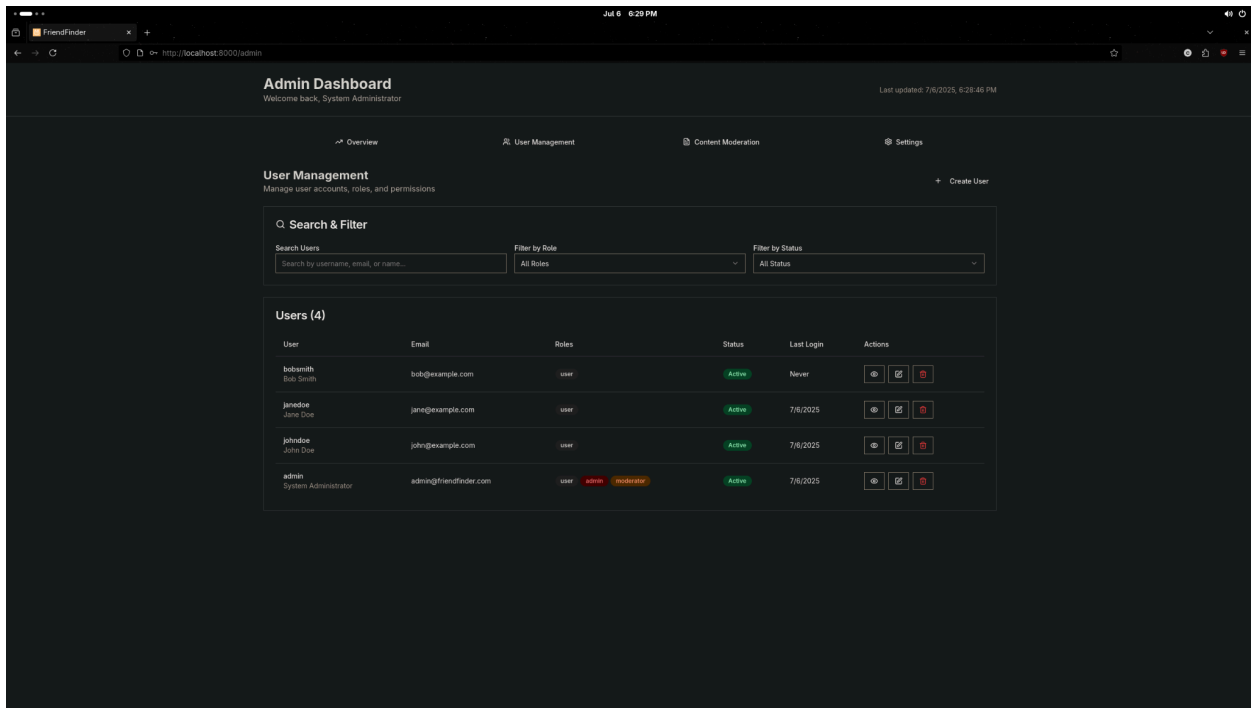 Jul 6 6:29 PM
FriendFinder
http://localhost:8000/admin
Admin Dashboard
Welcome back, System Administrator
Last updated: 7/6/2025, 6:28:46 PM
Overview
User Management
Content Moderation
Settings
User Management
Manage user accounts, roles, and permissions
Create User
Search & Filter
Search Users
Filter by Role
Filter by Status
Search by username, email, or name...
All Roles
All Status
Users (4)
User Email Roles Status Last Login Actions
bobsmith
Bob Smith
bob@example.com user Active Never
janedoe
Jane Doe
jane@example.com user Active 7/6/2025
johndoe
John Doe
john@example.com user Active 7/6/2025
admin
System Administrator
admin@friendfinder.com user admin moderator Active 7/6/2025